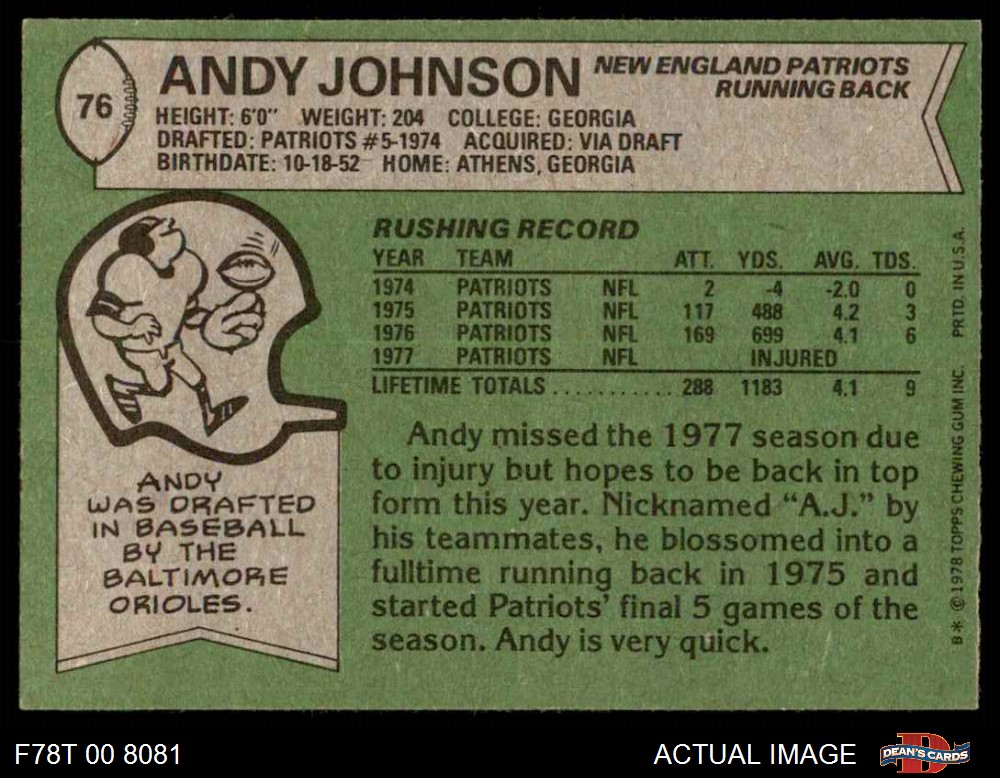 76
ANDY JOHNSON
NEW ENGLAND PATRIOTS
RUNNING BACK
HEIGHT: 6'0" WEIGHT: 204 COLLEGE: GEORGIA
DRAFTED: PATRIOTS #5-1974 ACQUIRED: VIA DRAFT
BIRTHDATE: 10-18-52 HOME: ATHENS, GEORGIA
RUSHING RECORD
YEAR TEAM ATT. YDS. AVG. TDS.
1974 PATRIOTS NFL 2 -4 -2.0 0
1975 PATRIOTS NFL 117 488 4.2 3
1976 PATRIOTS NFL 169 699 4.1 6
1977 PATRIOTS NFL INJURED
LIFETIME TOTALS............ 288 1183 4.1 9
Andy missed the 1977 season due
to injury but hopes to be back in top
form this year. Nicknamed “A.J.” by
his teammates, he blossomed into a
fulltime running back in 1975 and
started Patriots’ final 5 games of the
season. Andy is very quick.
ANDY
WAS DRAFTED
IN BASEBALL
BY THE
BALTIMORE
ORIOLES.
B* © 1978 TOPPS CHEWING GUM INC. PRTD. IN U.S.A.
F78T 00 8081
ACTUAL IMAGE
D
DEAN'S CARDS